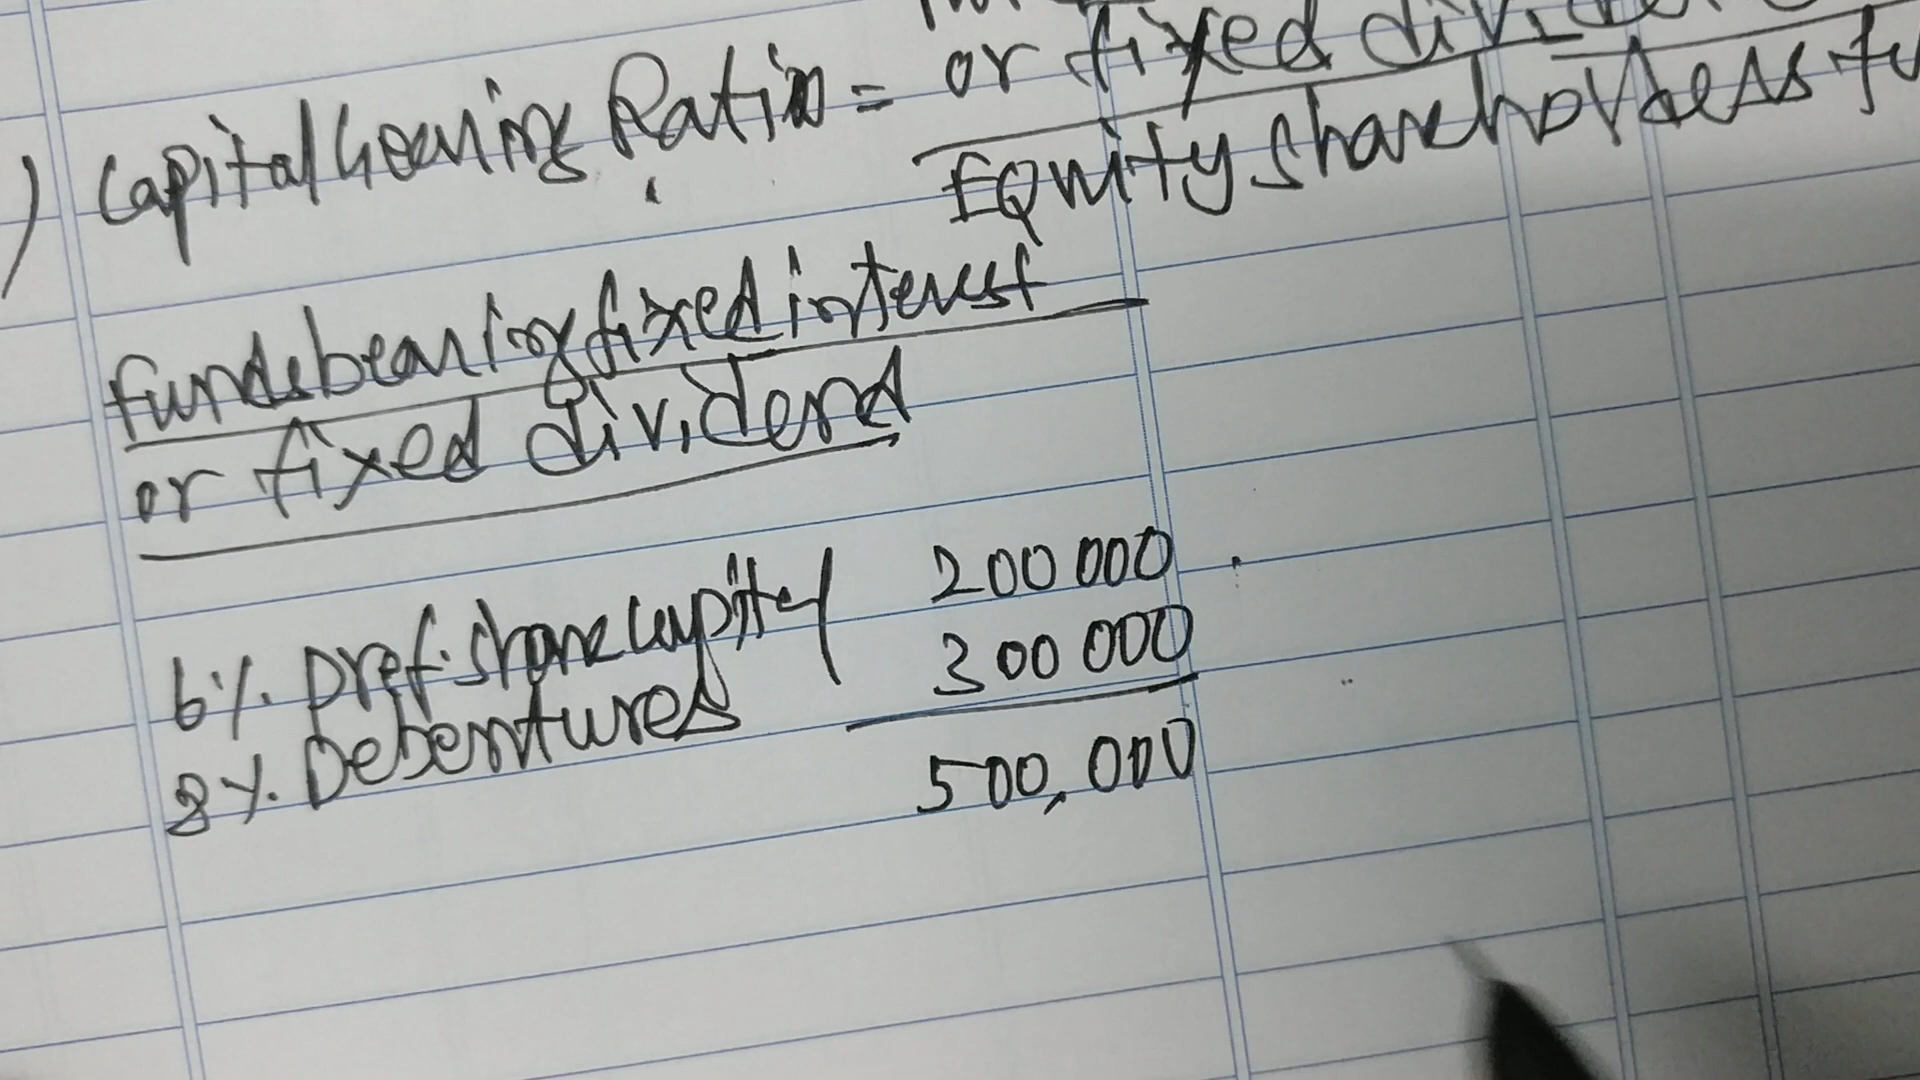 or fixed
) Capital Gearing Ratio =
Equity shareholders
funds bearing fixed interest
or fixed dividend
6%. pref. share capital 200 000
8%. Debentures 300 000
500,000